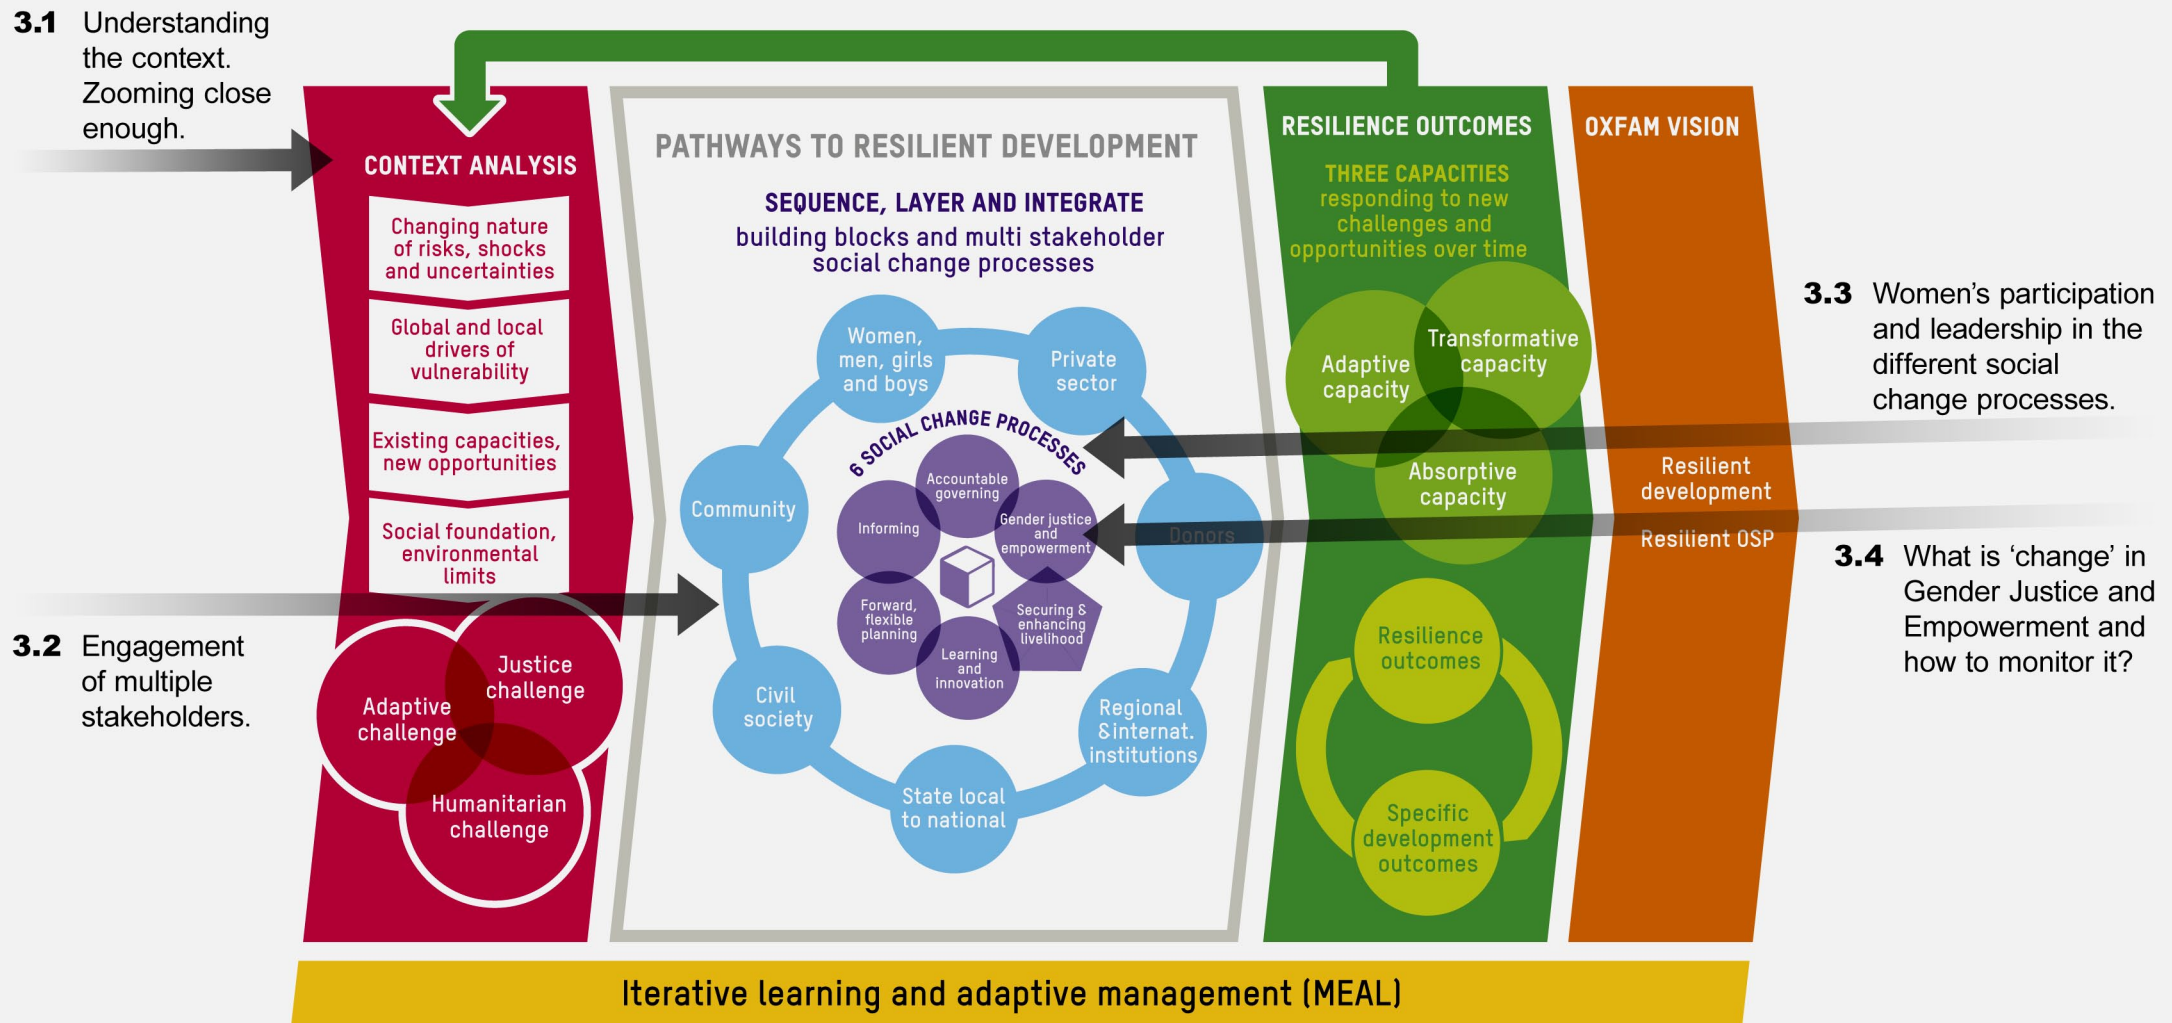 3.1 Understanding
the context.
Zooming close
enough.
3.2 Engagement
of multiple
stakeholders.
CONTEXT ANALYSIS
Changing nature
of risks, shocks
and uncertainties
Global and local
drivers of
vulnerability
Existing capacities,
new opportunities
Social foundation,
environmental
limits
Justice
challenge
Adaptive
challenge
Humanitarian
challenge
PATHWAYS TO RESILIENT DEVELOPMENT
SEQUENCE, LAYER AND INTEGRATE
building blocks and multi stakeholder
social change processes
Women,
men, girls
and boys
Private
sector
Community
Donors
Civil
society
Regional
&internat.
institutions
State local
to national
6 SOCIAL CHANGE PROCESSES
Accountable
governing
Informing
Gender justice
and
empowerment
Forward,
flexible
planning
Securing &
enhancing
livelihood
Learning
and
innovation
RESILIENCE OUTCOMES
THREE CAPACITIES
responding to new
challenges and
opportunities over time
Adaptive
capacity
Transformative
capacity
Absorptive
capacity
Resilience
outcomes
Specific
development
outcomes
OXFAM VISION
Resilient
development
Resilient OSP
3.3 Women's participation
and leadership in the
different social
change processes.
3.4 What is ‘change’ in
Gender Justice and
Empowerment and
how to monitor it?
Iterative learning and adaptive management (MEAL)